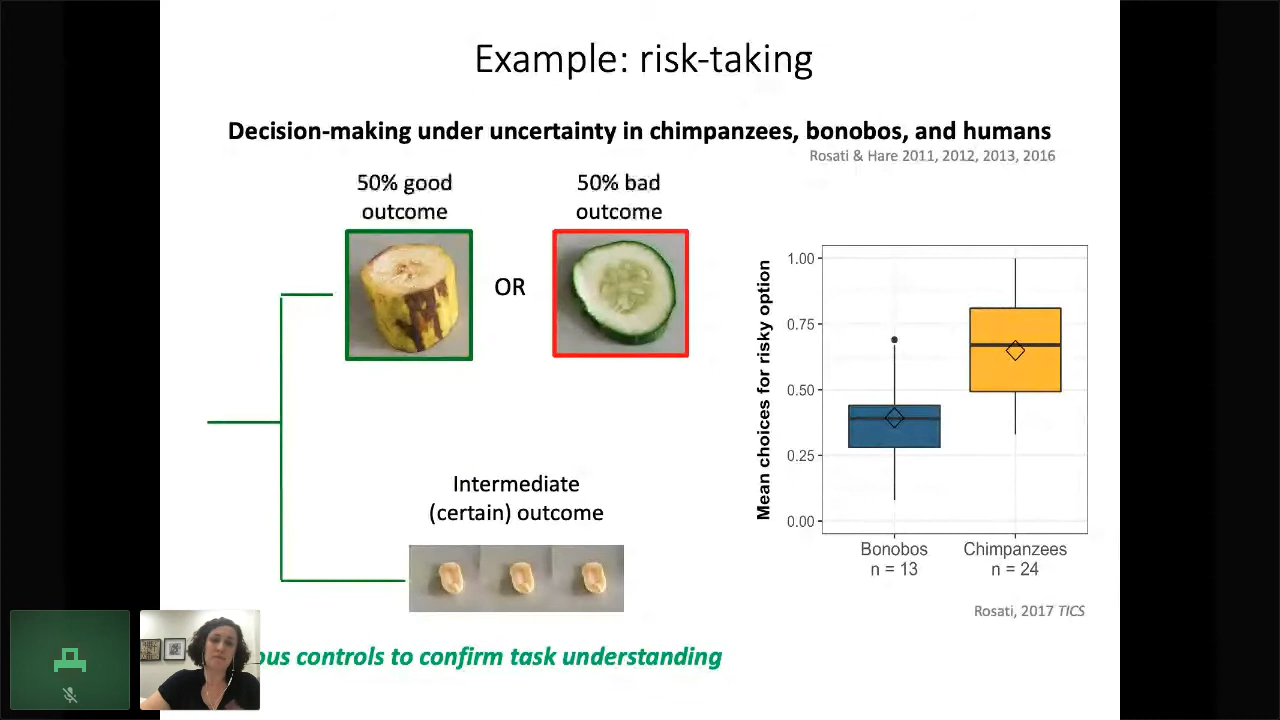 Example: risk-taking
Decision-making under uncertainty in chimpanzees, bonobos, and humans
Rosati & Hare 2011, 2012, 2013, 2016
50% good
outcome
OR
50% bad
outcome
Intermediate
(certain) outcome
Mean choices for risky option
1.00
0.75
0.50
0.25
0.00
Bonobos
n = 13
Chimpanzees
n = 24
Rosati, 2017 TICS
controls to confirm task understanding